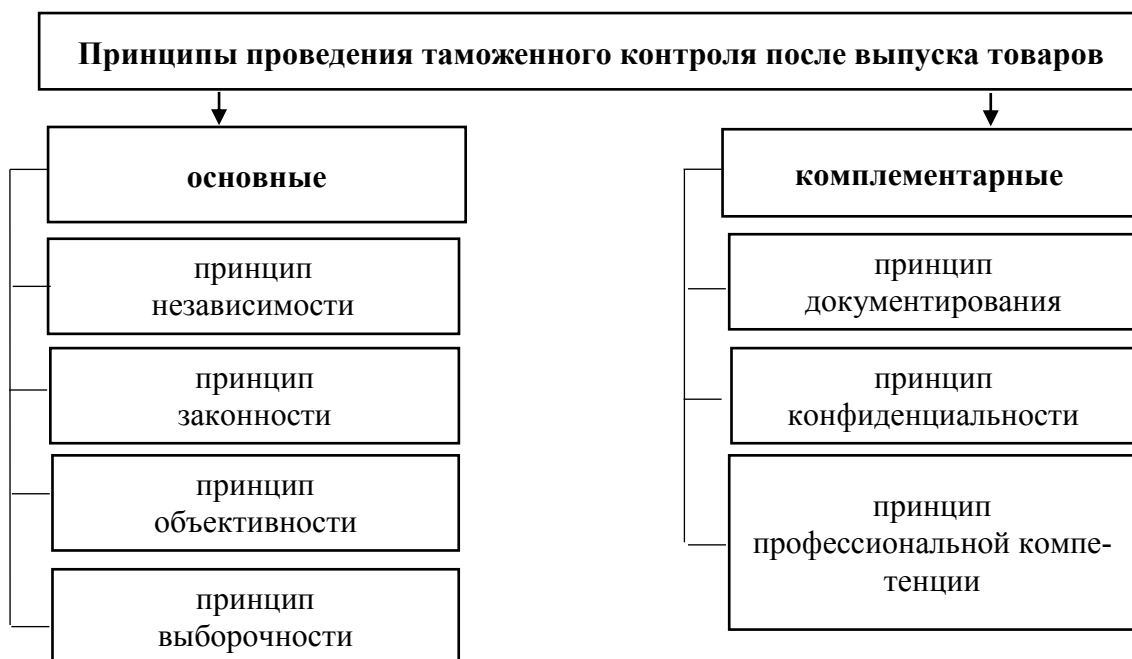 Принципы проведения таможенного контроля после выпуска товаров
основные
принцип
независимости
принцип
законности
принцип
объективности
принцип
выборочности
комплементарные
принцип
документирования
принцип
конфиденциальности
принцип
профессиональной компе-
тенции